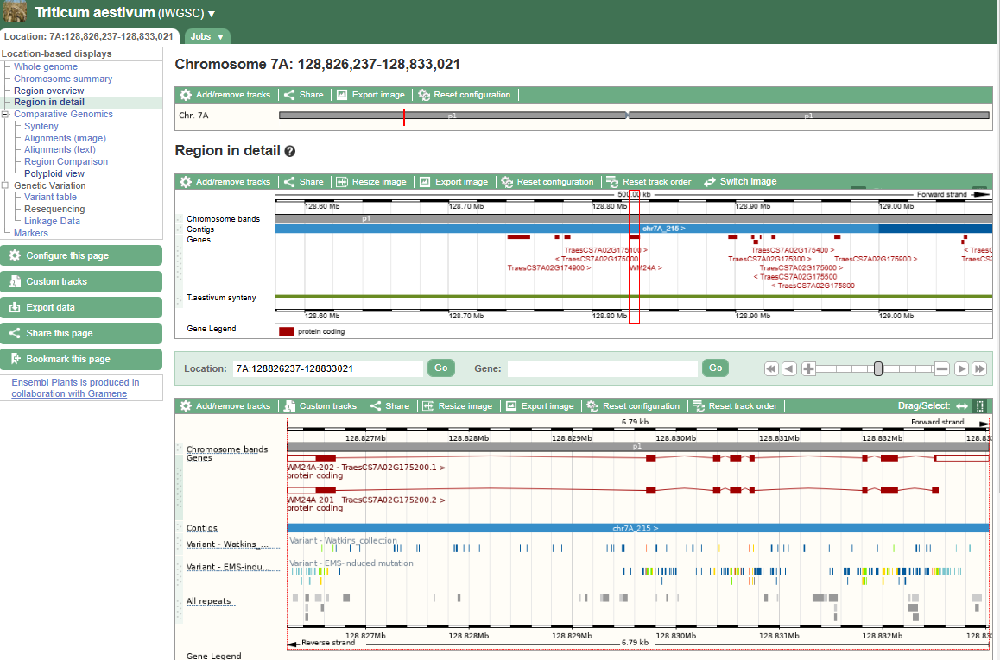 Triticum aestivum (IWGSC) ▼
Location: 7A:128,826,237-128,833,021
Jobs ▼
Location-based displays
Whole genome
Chromosome summary
Region overview
Region in detail
Comparative Genomics
Synteny
Alignments (image)
Alignments (text)
Region Comparison
Polyploid view
Genetic Variation
Variant table
Resequencing
Linkage Data
Markers
Configure this page
Custom tracks
Export data
Share this page
Bookmark this page
Ensembl Plants is produced in
collaboration with Gramene
Chromosome 7A: 128,826,237-128,833,021
Add/remove tracks Share Export image Reset configuration
Chr. 7A p1 p1
Region in detail ?
Add/remove tracks Share Resize image Export image Reset configuration Reset track order Switch image
500.00 kb Forward strand
128.60 Mb 128.70 Mb 128.80 Mb 128.90 Mb 129.00 Mb
Chromosome bands p1
Contigs chr7A_215 >
Genes
TraesCS7A02G175100 > TraesCS7A02G175400 > < TraesC
< TraesCS7A02G175000 TraesCS7A02G175300 > TraesCS7A02G175900 > TraesCS
TraesCS7A02G174900 > WM24A > TraesCS7A02G175600 >
< TraesCS7A02G175500
< TraesCS7A02G175800
T.aestivum synteny
128.60 Mb 128.70 Mb 128.80 Mb 128.90 Mb 129.00 Mb
Gene Legend protein coding
Location: 7A:128826237-128833021 Go Gene: Go
Add/remove tracks Custom tracks Share Resize image Export image Reset configuration Reset track order Drag/Select:
6.79 kb Forward strand
128.827Mb 128.828Mb 128.829Mb 128.830Mb 128.831Mb 128.832Mb 128.83
Chromosome bands p1
Genes
WM24A-202 - TraesCS7A02G175200.1 >
protein coding
WM24A-201 - TraesCS7A02G175200.2 >
protein coding
Contigs chr7A_215 >
Variant - Watkins_... Variant - Watkins_collection
Variant - EMS-indu... Variant - EMS-induced mutation
All repeats
128.827Mb 128.828Mb 128.829Mb 128.830Mb 128.831Mb 128.832Mb 128.83
Reverse strand 6.79 kb
Gene Legend